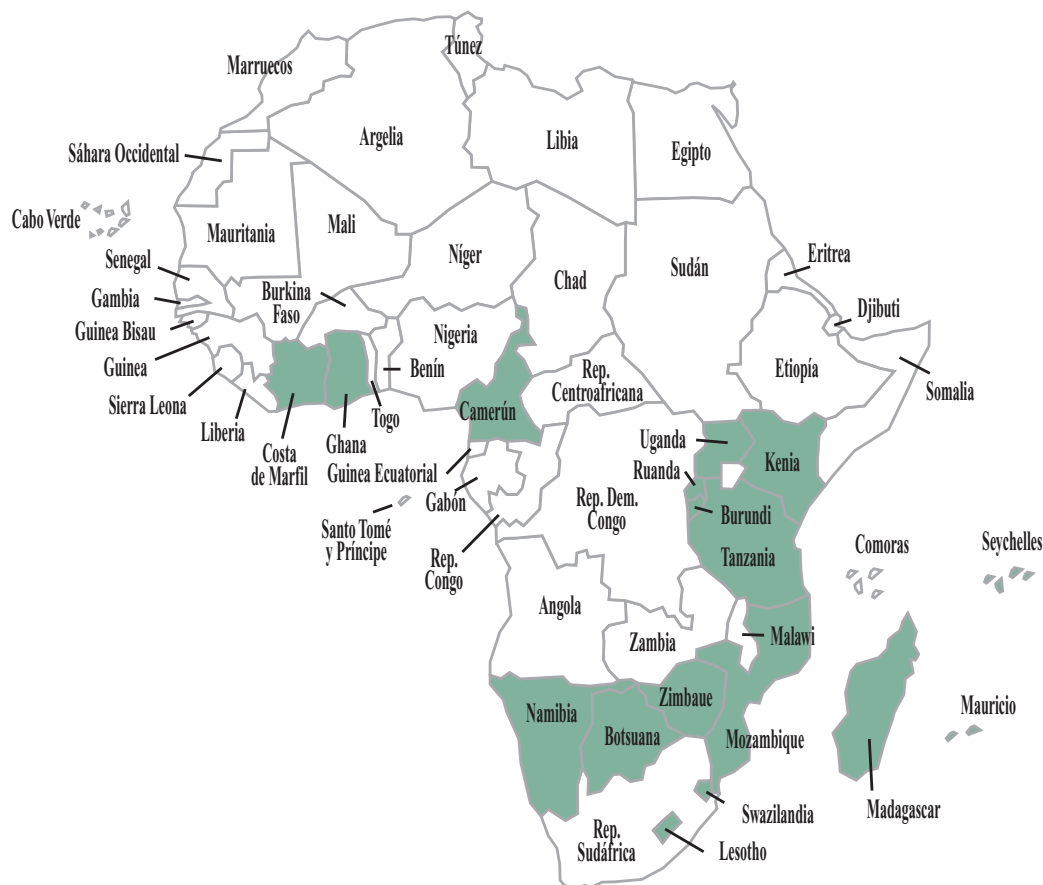 Túnez
Marruecos
Argelia
Libia
Egipto
Sáhara Occidental
Cabo Verde
Mauritania
Mali
Níger
Chad
Sudán
Eritrea
Senegal
Gambia
Burkina
Faso
Djibuti
Guinea Bisau
Nigeria
Guinea
Benín
Rep.
Centroafricana
Etiopía
Somalia
Sierra Leona
Liberia
Togo
Camerún
Costa
de Marfil
Ghana
Uganda
Kenia
Guinea Ecuatorial
Ruanda
Gabón
Rep. Dem.
Congo
Burundi
Santo Tomé
y Príncipe
Rep.
Congo
Tanzania
Comoras
Seychelles
Angola
Zambia
Malawi
Namibia
Zimbaue
Mauricio
Botsuana
Mozambique
Swazilandia
Madagascar
Rep.
Sudáfrica
Lesotho